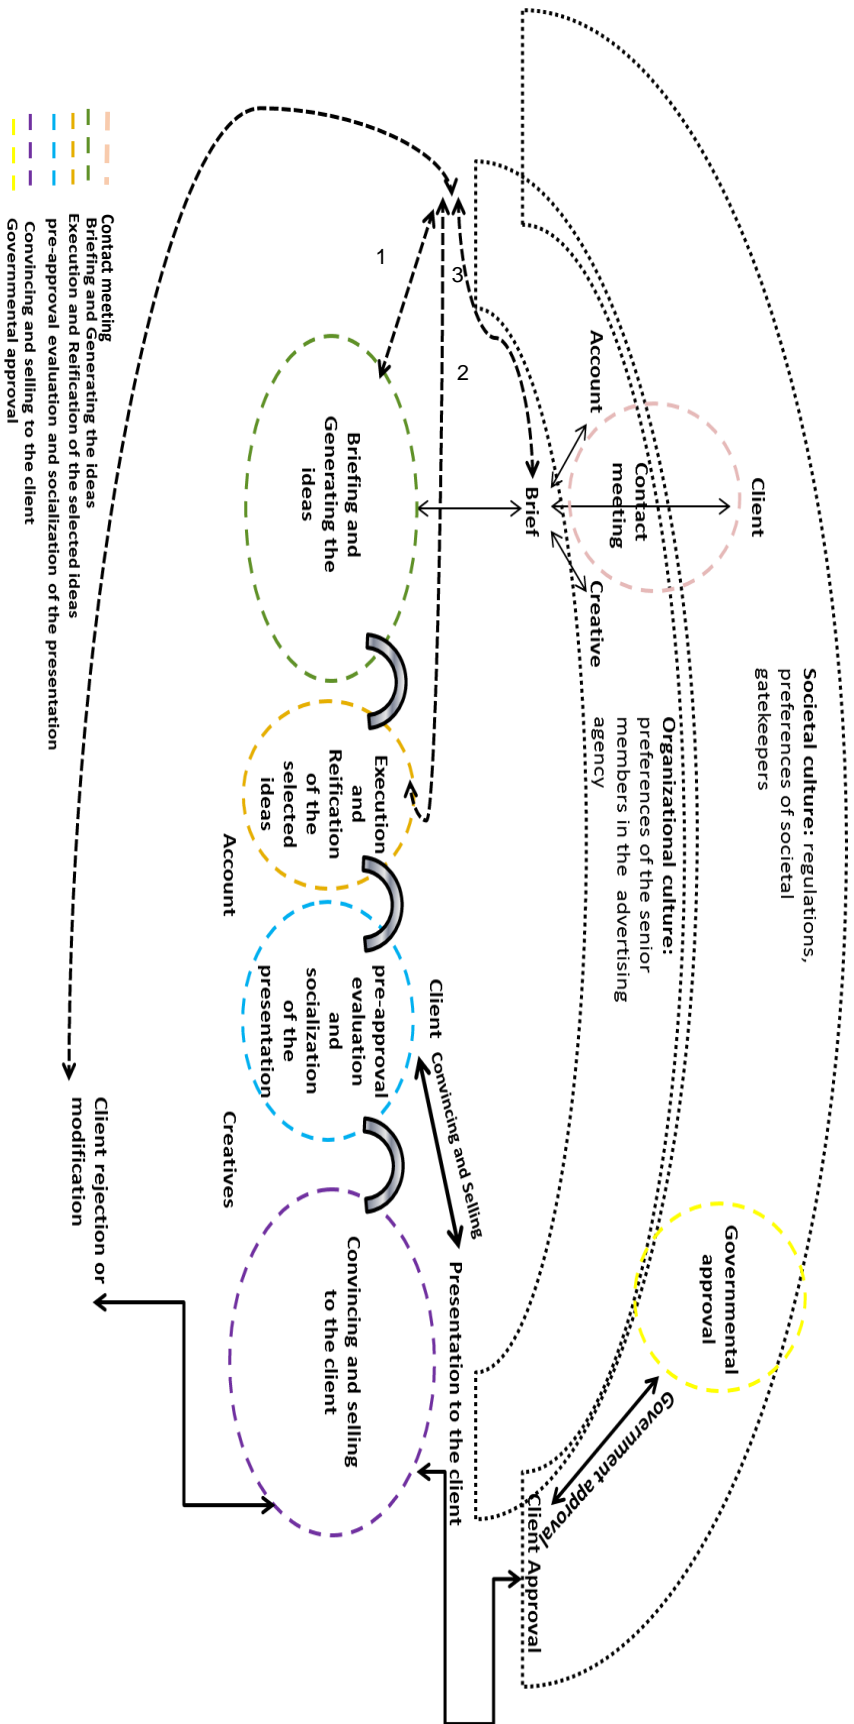 Societal culture: regulations,
preferences of societal
gatekeepers
Organizational culture:
preferences of the senior
members in the advertising
agency
Client
Contact
meeting
Account
Creative
Brief
Governmental
approval
Government approval
Client Approval
1
2
3
Briefing and
Generating the
ideas
Execution
and
Reification
of the
selected
ideas
Client
pre-approval
evaluation
and
socialization
of the
presentation
Convincing and Selling
Presentation to the client
Convincing and selling
to the client
Account
Creatives
Client rejection or
modification
Contact meeting
Briefing and Generating the ideas
Execution and Reification of the selected ideas
pre-approval evaluation and socialization of the presentation
Convincing and selling to the client
Governmental approval